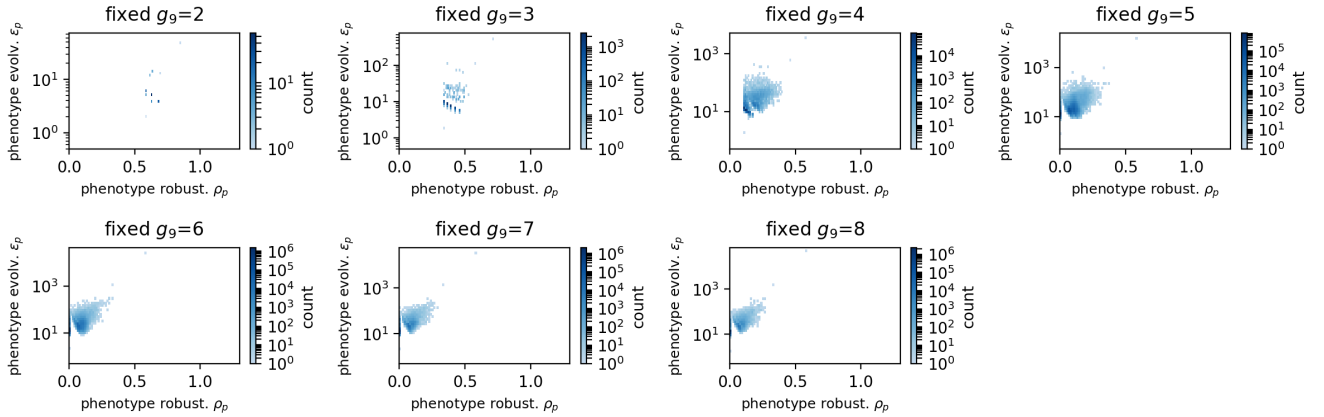 fixed g₉=2
phenotype evolv. εₚ
10¹
10⁰
0.0 0.5 1.0
phenotype robust. ρₚ
10¹
10⁰
count
fixed g₉=3
phenotype evolv. εₚ
10²
10¹
10⁰
0.0 0.5 1.0
phenotype robust. ρₚ
10³
10²
10¹
10⁰
count
fixed g₉=4
phenotype evolv. εₚ
10³
10¹
0.0 0.5 1.0
phenotype robust. ρₚ
10⁴
10³
10²
10¹
10⁰
count
fixed g₉=5
phenotype evolv. εₚ
10³
10¹
0.0 0.5 1.0
phenotype robust. ρₚ
10⁵
10⁴
10³
10²
10¹
10⁰
count
fixed g₉=6
phenotype evolv. εₚ
10³
10¹
0.0 0.5 1.0
phenotype robust. ρₚ
10⁶
10⁵
10⁴
10³
10²
10¹
10⁰
count
fixed g₉=7
phenotype evolv. εₚ
10³
10¹
0.0 0.5 1.0
phenotype robust. ρₚ
10⁶
10⁵
10⁴
10³
10²
10¹
10⁰
count
fixed g₉=8
phenotype evolv. εₚ
10³
10¹
0.0 0.5 1.0
phenotype robust. ρₚ
10⁶
10⁵
10⁴
10³
10²
10¹
10⁰
count